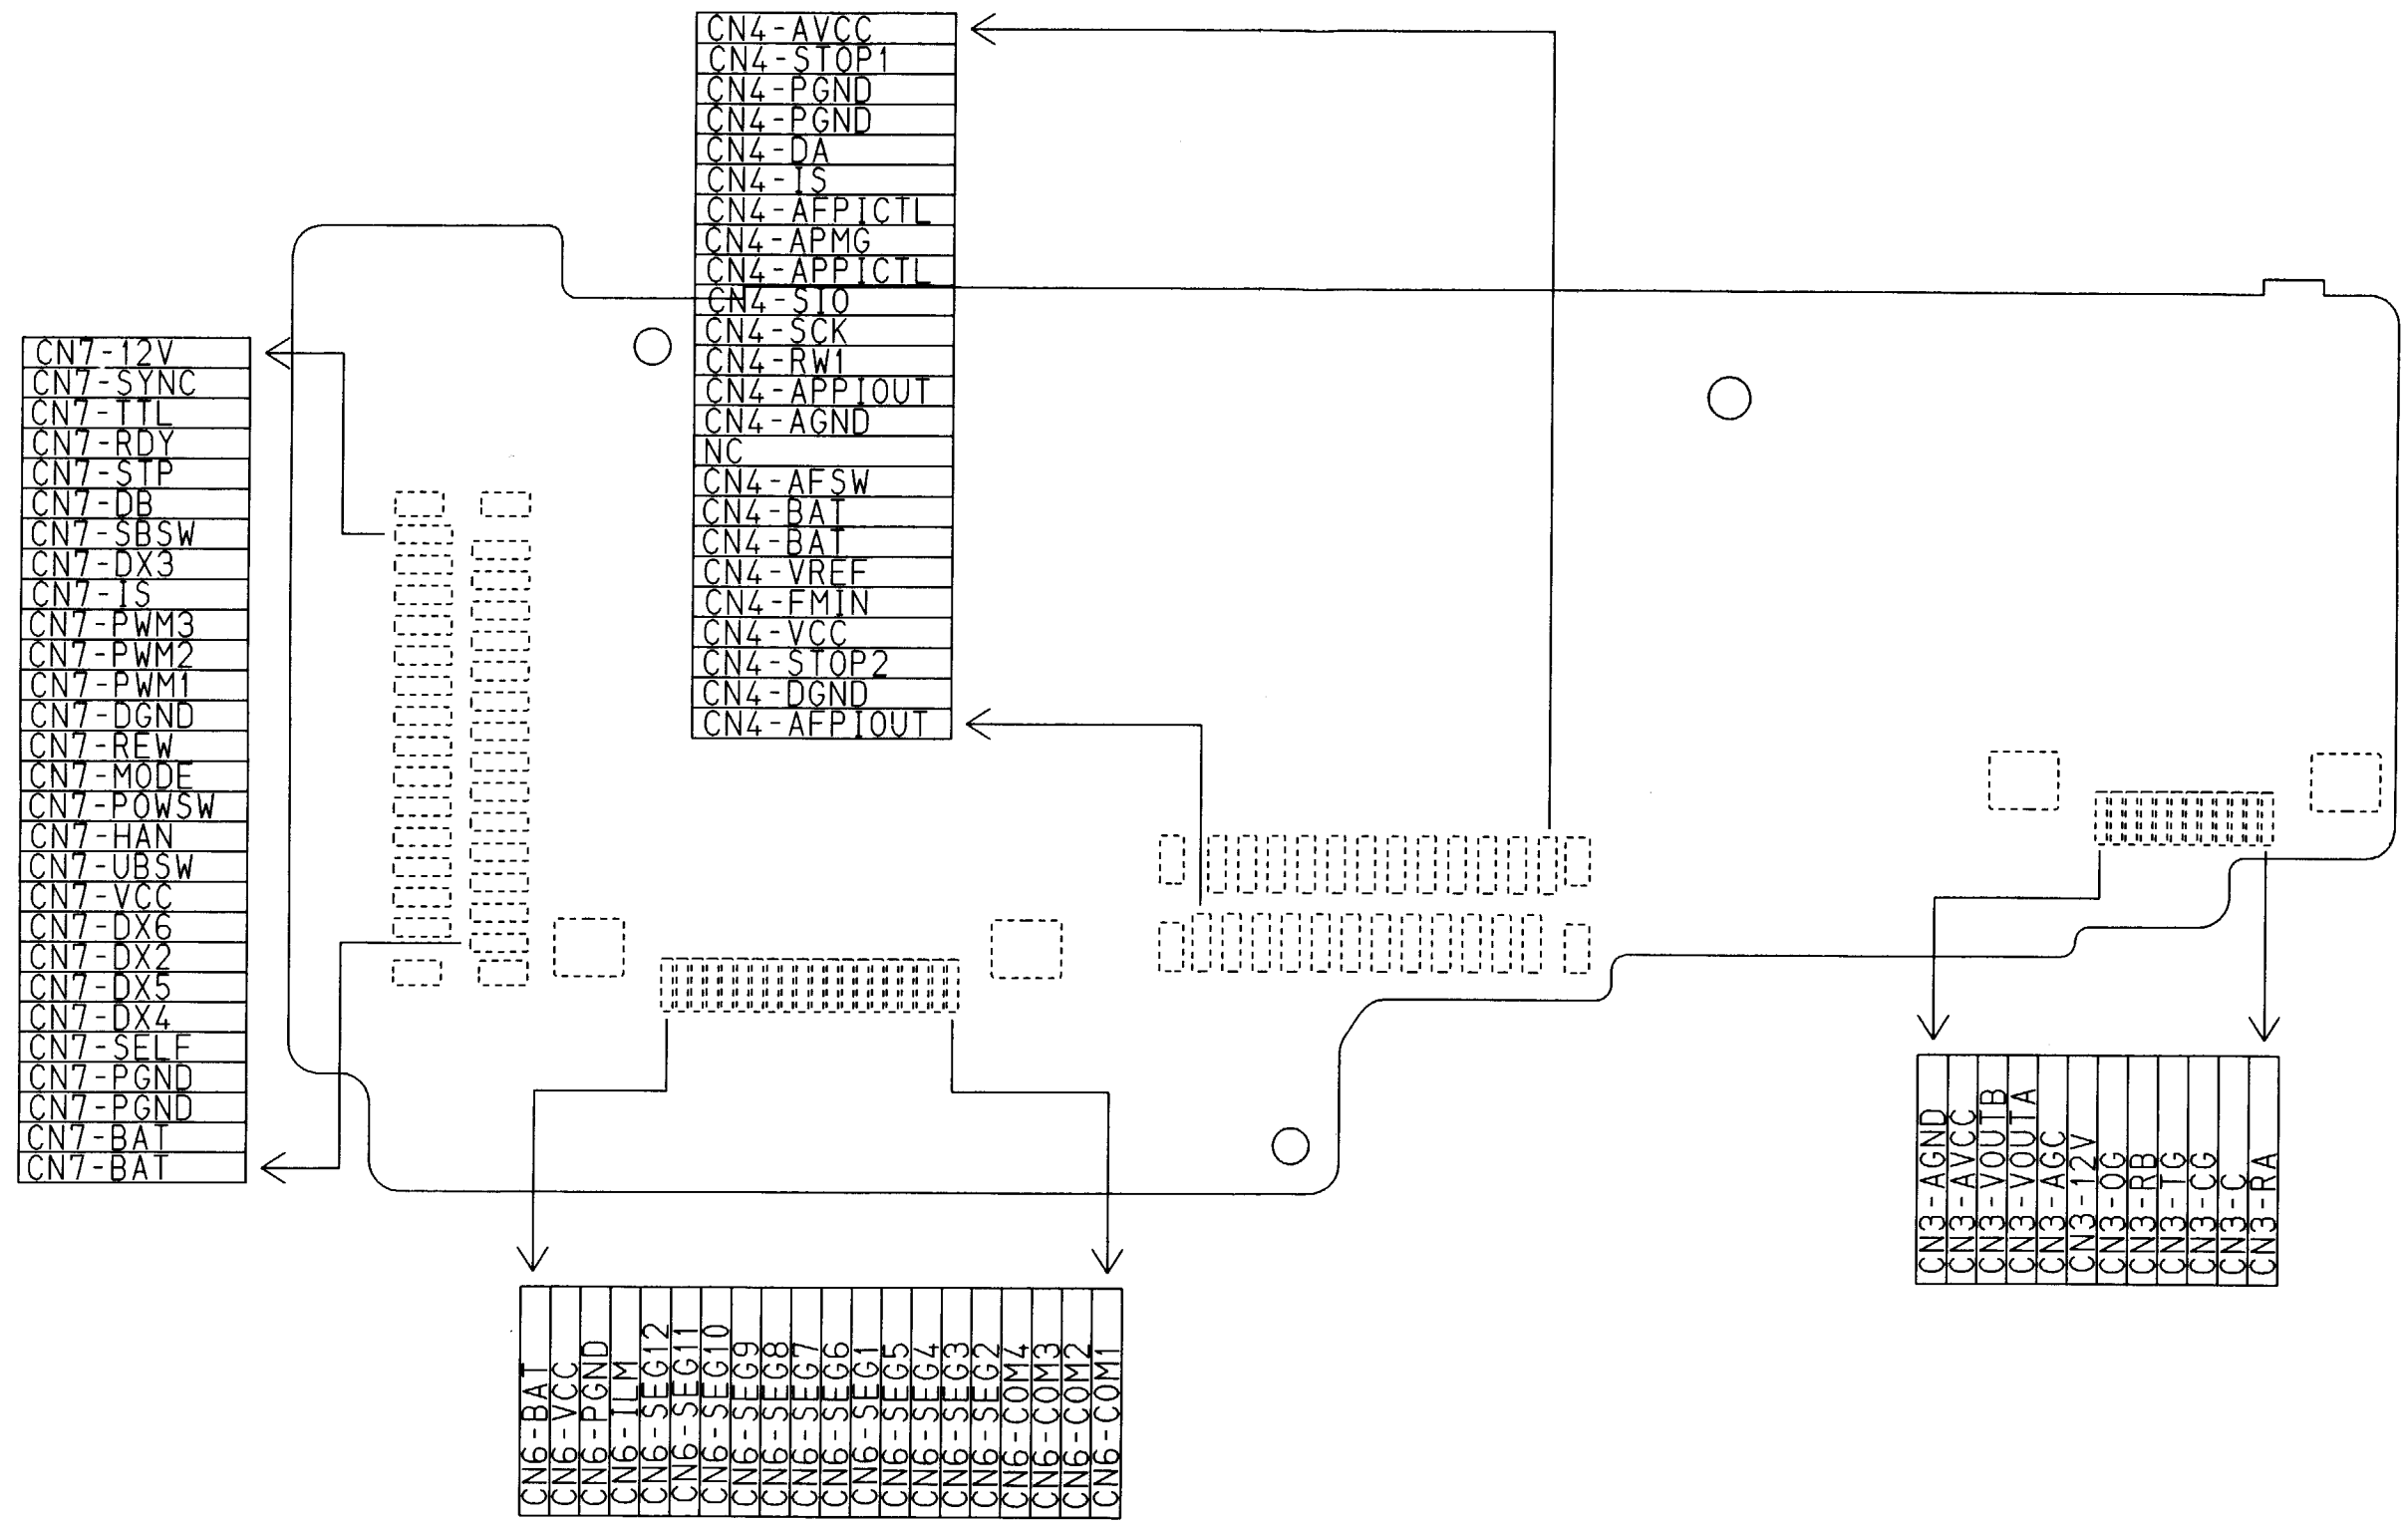 CN4-AVCC
CN4-STOP1
CN4-PGND
CN4-PGND
CN4-DA
CN4-IS
CN4-AFPICTL
CN4-APMG
CN4-APPICTL
CN4-SIO
CN4-SCK
CN4-RW1
CN4-APPIOUT
CN4-AGND
NC
CN4-AFSW
CN4-BAT
CN4-BAT
CN4-VREF
CN4-FMIN
CN4-VCC
CN4-STOP2
CN4-DGND
CN4-AFPIOUT
CN7-12V
CN7-SYNC
CN7-TTL
CN7-RDY
CN7-STP
CN7-DB
CN7-SBSW
CN7-DX3
CN7-IS
CN7-PWM3
CN7-PWM2
CN7-PWM1
CN7-DGND
CN7-REW
CN7-MODE
CN7-POWSW
CN7-HAN
CN7-UBSW
CN7-VCC
CN7-DX6
CN7-DX2
CN7-DX5
CN7-DX4
CN7-SELF
CN7-PGND
CN7-PGND
CN7-BAT
CN7-BAT
CN6-BAT
CN6-VCC
CN6-PGND
CN6-ILM
CN6-SEG12
CN6-SEG11
CN6-SEG10
CN6-SEG9
CN6-SEG8
CN6-SEG7
CN6-SEG6
CN6-SEG1
CN6-SEG5
CN6-SEG4
CN6-SEG3
CN6-SEG2
CN6-COM4
CN6-COM3
CN6-COM2
CN6-COM1
CN3-AGND
CN3-AVCC
CN3-VOUTB
CN3-VOUTA
CN3-AGC
CN3-12V
CN3-OG
CN3-RB
CN3-TG
CN3-CG
CN3-C
CN3-RA